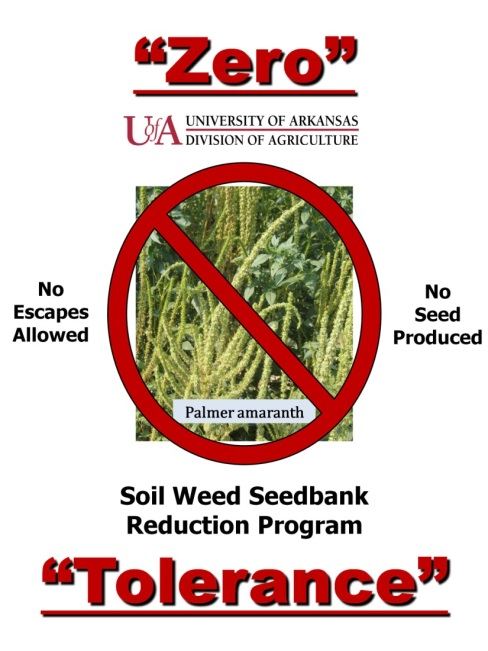 “Zero”
UofA UNIVERSITY OF ARKANSAS
DIVISION OF AGRICULTURE
No
Escapes
Allowed
No
Seed
Produced
Palmer amaranth
Soil Weed Seedbank
Reduction Program
“Tolerance”